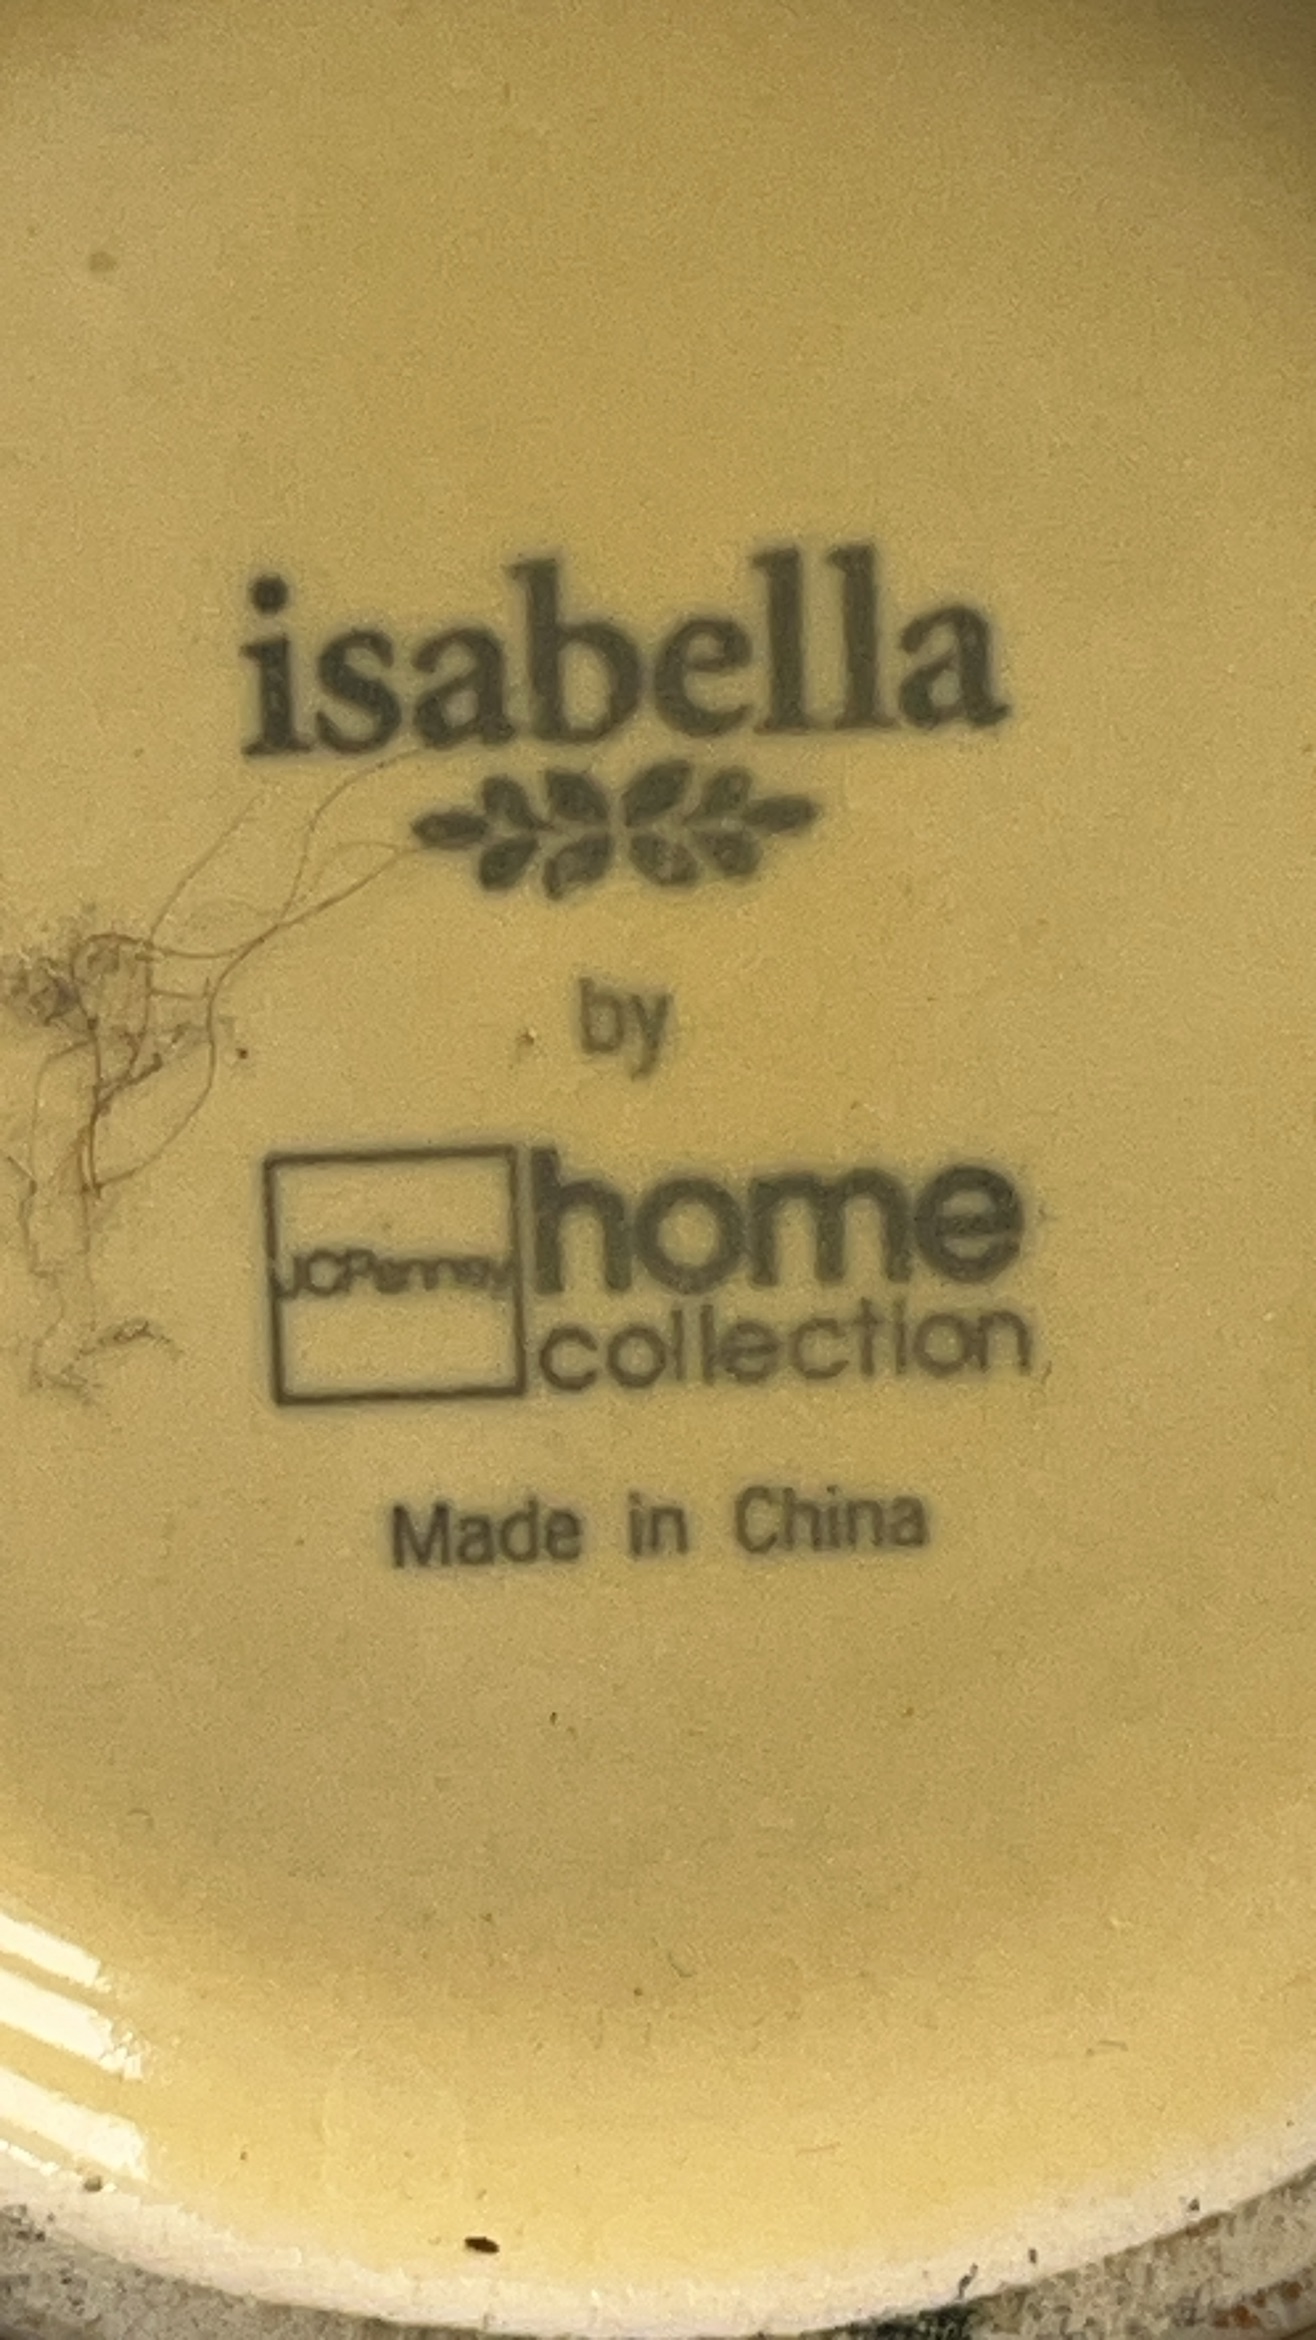 isabella
by
JCPenney
home
collection
Made in China